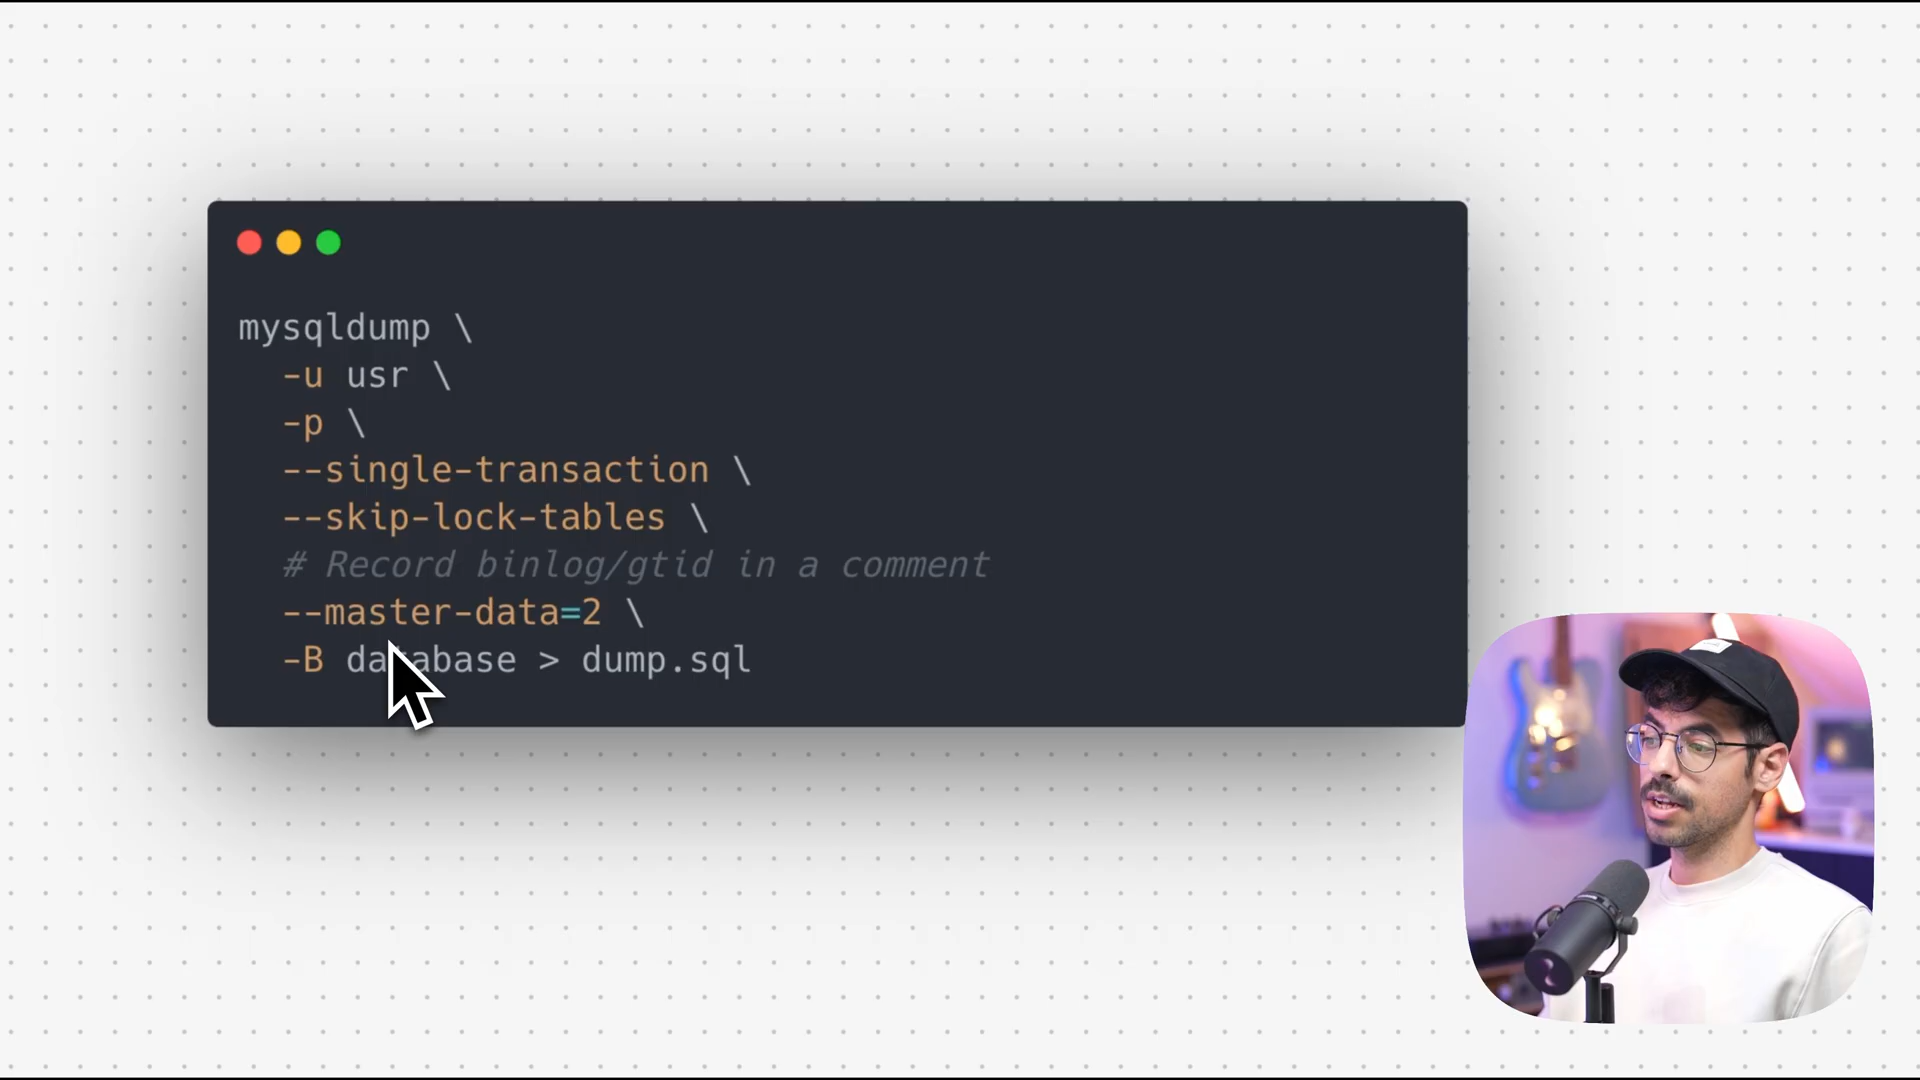 mysqldump \
-u usr \
-p \
--single-transaction \
--skip-lock-tables \
# Record binlog/gtid in a comment
--master-data=2 \
-B database > dump.sql